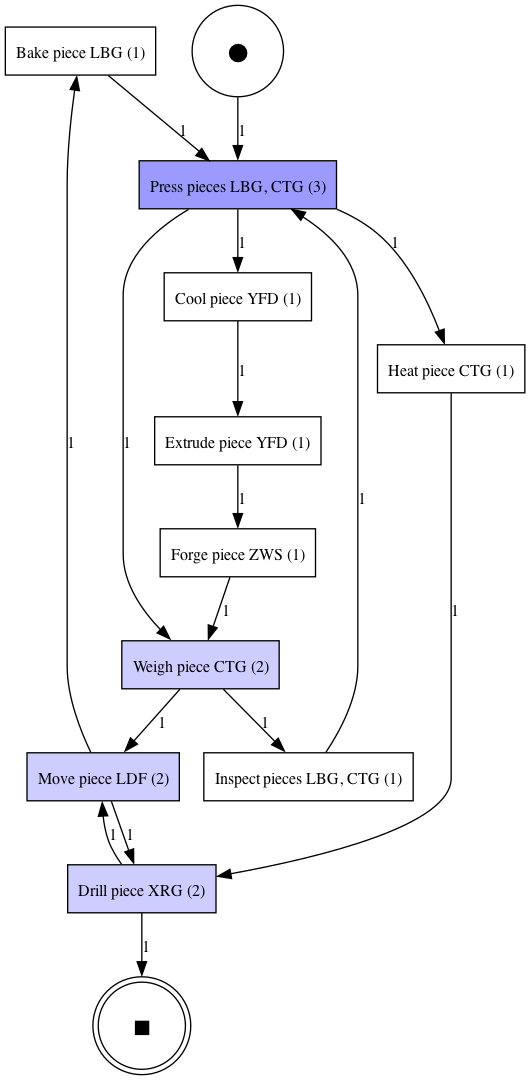 Bake piece LBG (1)
1
1
Press pieces LBG, CTG (3)
1
1
Cool piece YFD (1)
Heat piece CTG (1)
1
1
1
Extrude piece YFD (1)
1
1
1
Forge piece ZWS (1)
1
1
Weigh piece CTG (2)
1
1
Move piece LDF (2)
Inspect pieces LBG, CTG (1)
1
1
Drill piece XRG (2)
1